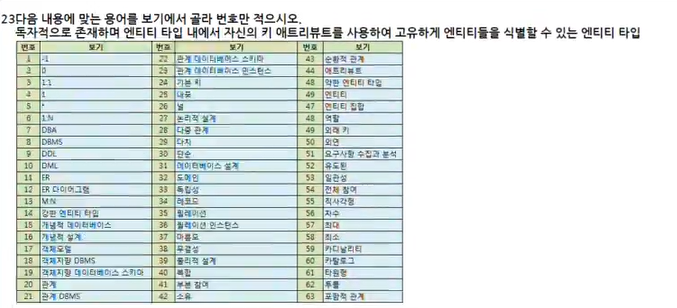 23다음 내용에 맞는 용어를 보기에서 골라 번호만 적으시오.
독자적으로 존재하며 엔티티 타입 내에서 자신의 키 애트리뷰트를 사용하여 고유하게 엔티티들을 식별할 수 있는 엔티티 타입
번호 보기 번호 보기 번호 보기
1 -1 22 관계 데이터베이스 스키마 43 순환적 관계
2 0 23 관계 데이터베이스 인스턴스 44 애트리뷰트
3 1:1 24 기본 키 48 약한 엔티티 타입
4 1 25 내포 49 엔티티
5 * 26 널 47 엔티티 집합
6 1:N 27 논리적 설계 48 역할
7 DBA 28 다중 관계 49 외래 키
8 DBMS 29 다치 50 외연
9 DDL 30 단순 51 요구사항 수집과 분석
10 DML 31 데이터베이스 설계 52 유도된
11 ER 32 도메인 53 일관성
12 ER 다이어그램 33 독립성 54 전체 참여
13 M:N 34 레코드 55 직사각형
14 강한 엔티티 타입 35 릴레이션 56 차수
15 개념적 데이터베이스 36 릴레이션 인스턴스 57 최대
16 개념적 설계 37 마름모 58 최소
17 객체모델 38 무결성 59 카디날리티
18 객체지향 DBMS 39 물리적 설계 60 카탈로그
19 객체지향 데이터베이스 스키마 40 복합 61 타원형
20 관계 41 부분 참여 62 투플
21 관계 DBMS 42 소유 63 포함적 관계